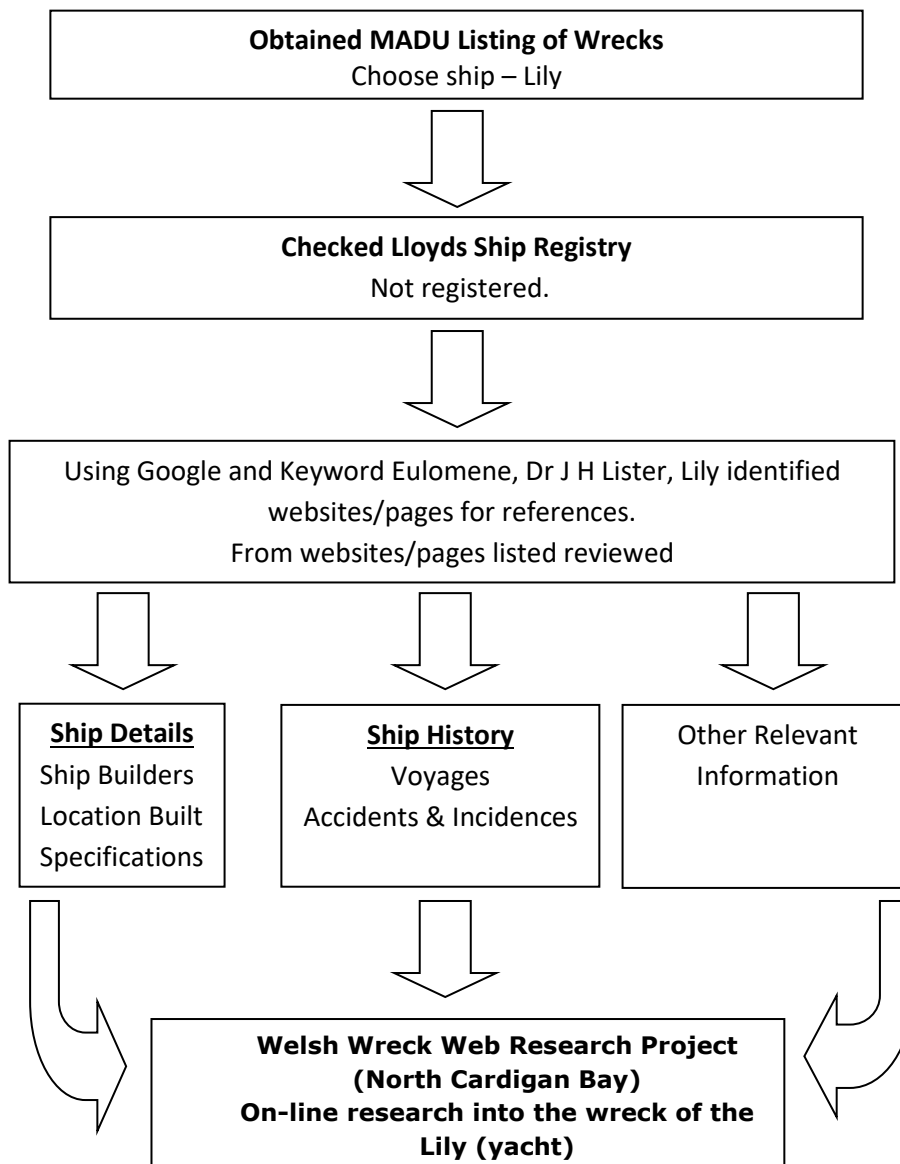 Obtained MADU Listing of Wrecks
Choose ship – Lily
Checked Lloyds Ship Registry
Not registered.
Using Google and Keyword Eulomene, Dr J H Lister, Lily identified
websites/pages for references.
From websites/pages listed reviewed
Ship Details
Ship Builders
Location Built
Specifications
Ship History
Voyages
Accidents & Incidences
Other Relevant
Information
Welsh Wreck Web Research Project
(North Cardigan Bay)
On-line research into the wreck of the
Lily (yacht)